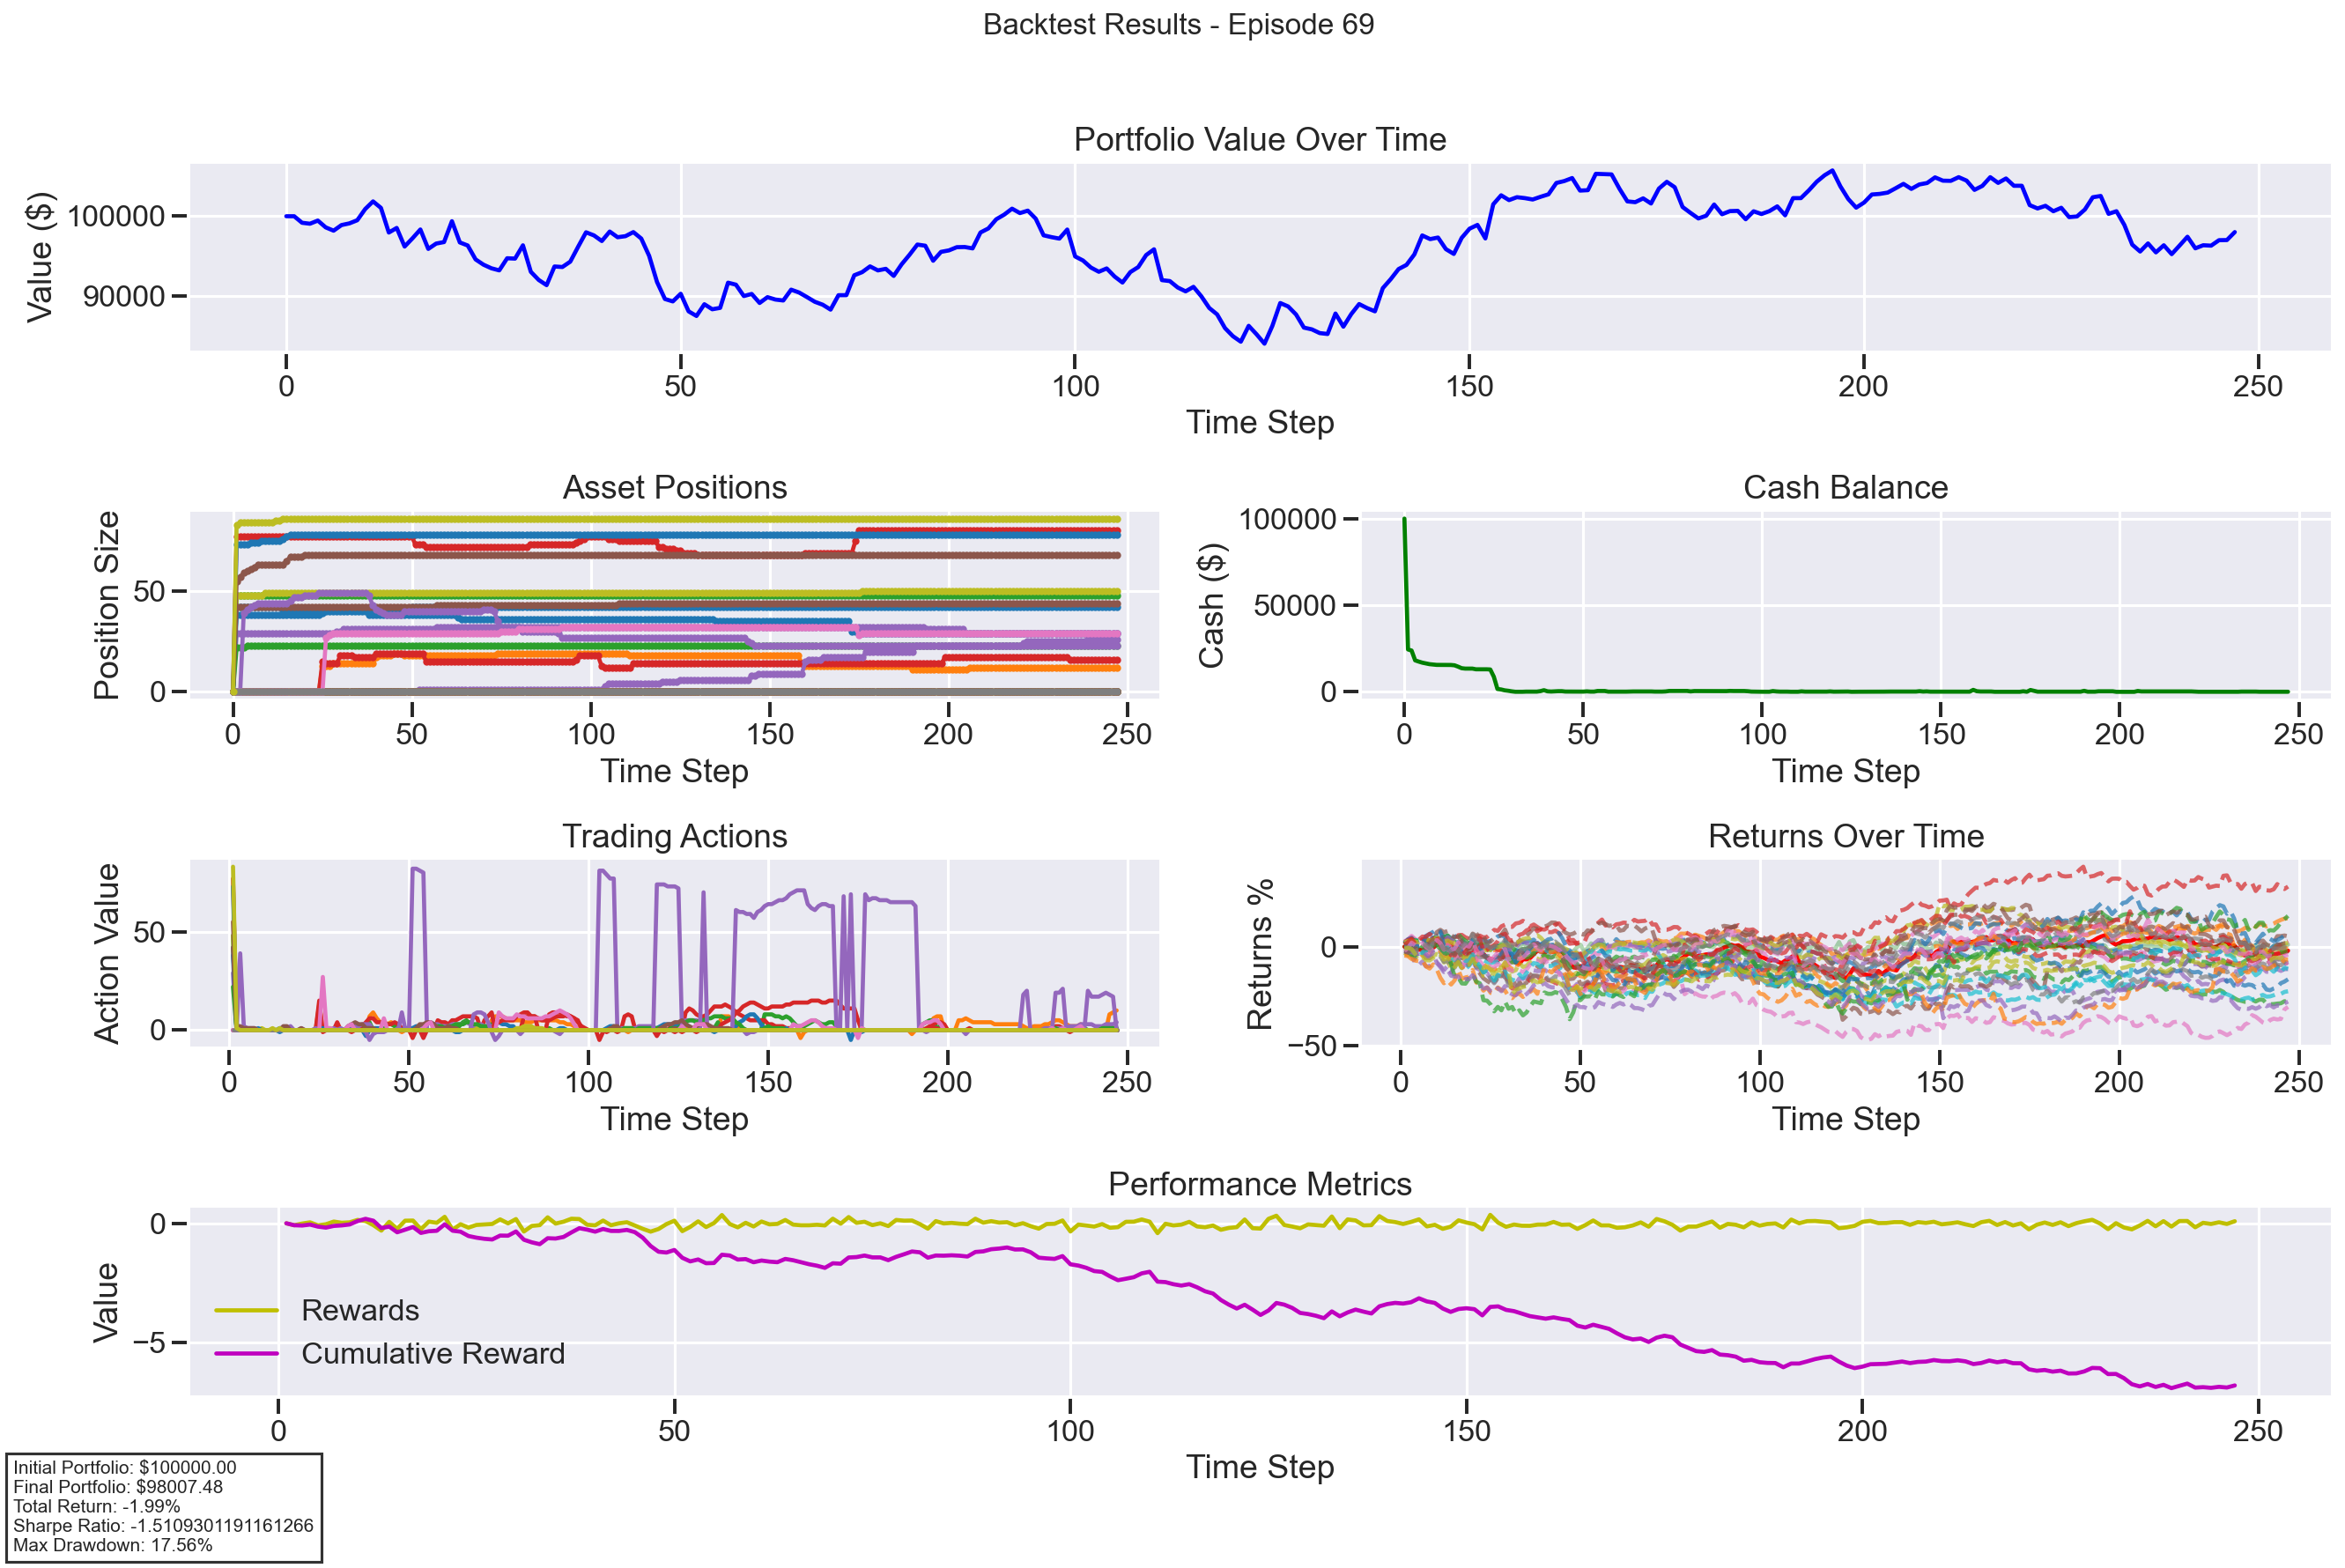 Backtest Results - Episode 69
Portfolio Value Over Time
Value ($)
100000
90000
0 50 100 150 200 250
Time Step
Asset Positions
Position Size
50
0
0 50 100 150 200 250
Time Step
Cash Balance
Cash ($)
100000
50000
0
0 50 100 150 200 250
Time Step
Trading Actions
Action Value
50
0
0 50 100 150 200 250
Time Step
Returns Over Time
Returns %
0
−50
0 50 100 150 200 250
Time Step
Performance Metrics
Value
0
−5
Rewards
Cumulative Reward
0 50 100 150 200 250
Time Step
Initial Portfolio: $100000.00
Final Portfolio: $98007.48
Total Return: -1.99%
Sharpe Ratio: -1.5109301191161266
Max Drawdown: 17.56%